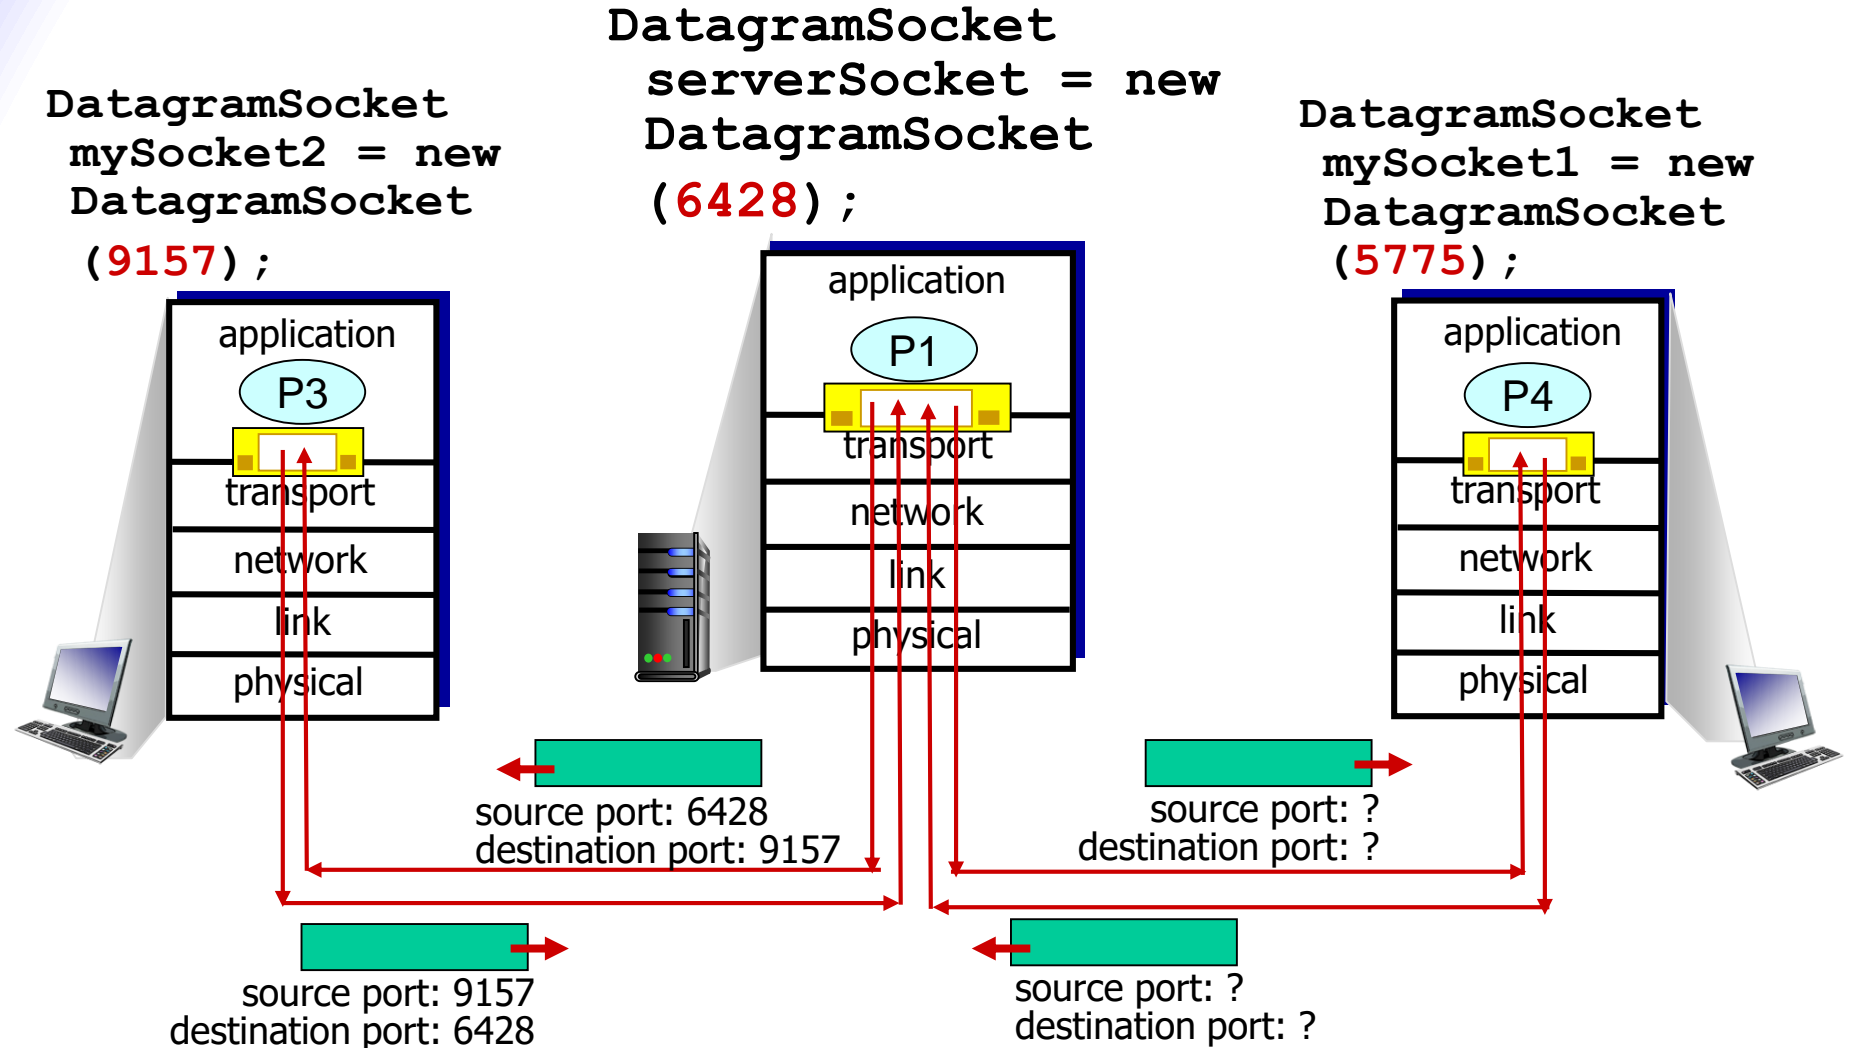 DatagramSocket
serverSocket = new
DatagramSocket
(6428);
DatagramSocket
mySocket2 = new
DatagramSocket
(9157);
DatagramSocket
mySocket1 = new
DatagramSocket
(5775);
application
P3
transport
network
link
physical
application
P1
transport
network
link
physical
application
P4
transport
network
link
physical
source port: 6428
destination port: 9157
source port: ?
destination port: ?
source port: 9157
destination port: 6428
source port: ?
destination port: ?